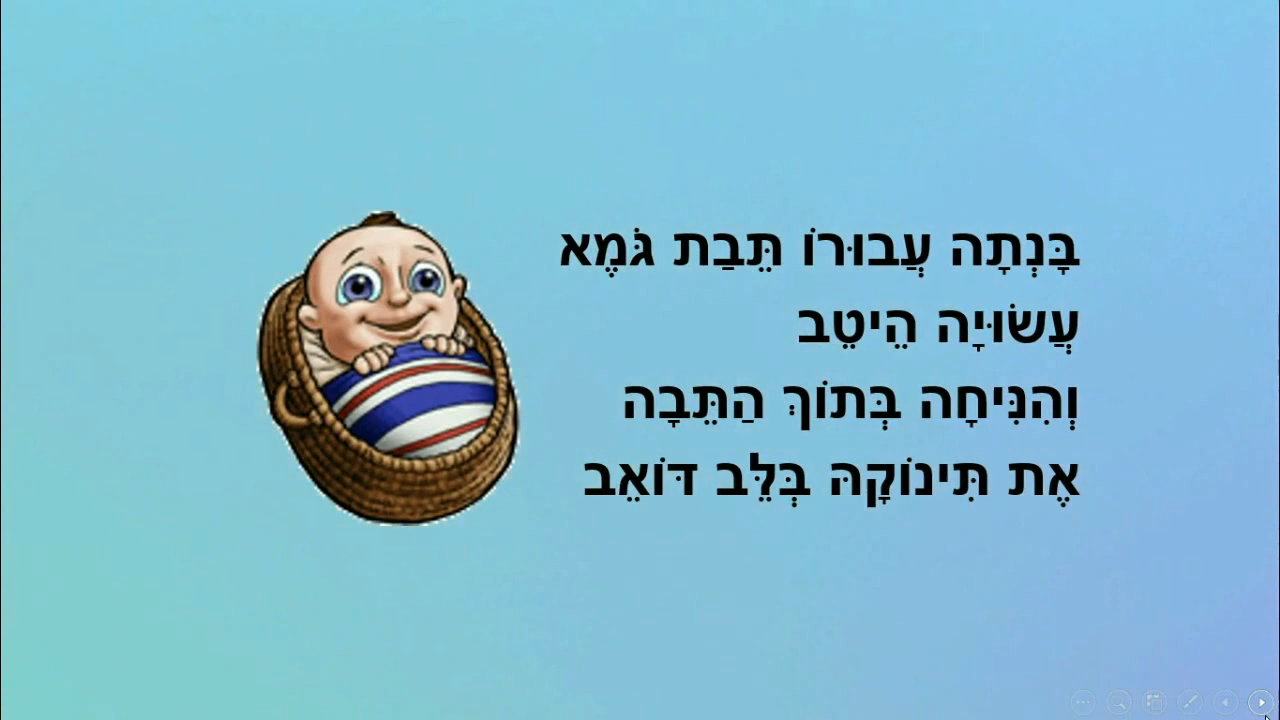 בָּנְתָה עֲבוּרוֹ תֵּבַת גֹּמֶא
עֲשׂוּיָה הֵיטֵב
וְהִנִּיחָה בְּתוֹךְ הַתֵּבָה
אֶת תִּינוֹקָהּ בְּלֵּב דּוֹאֵב